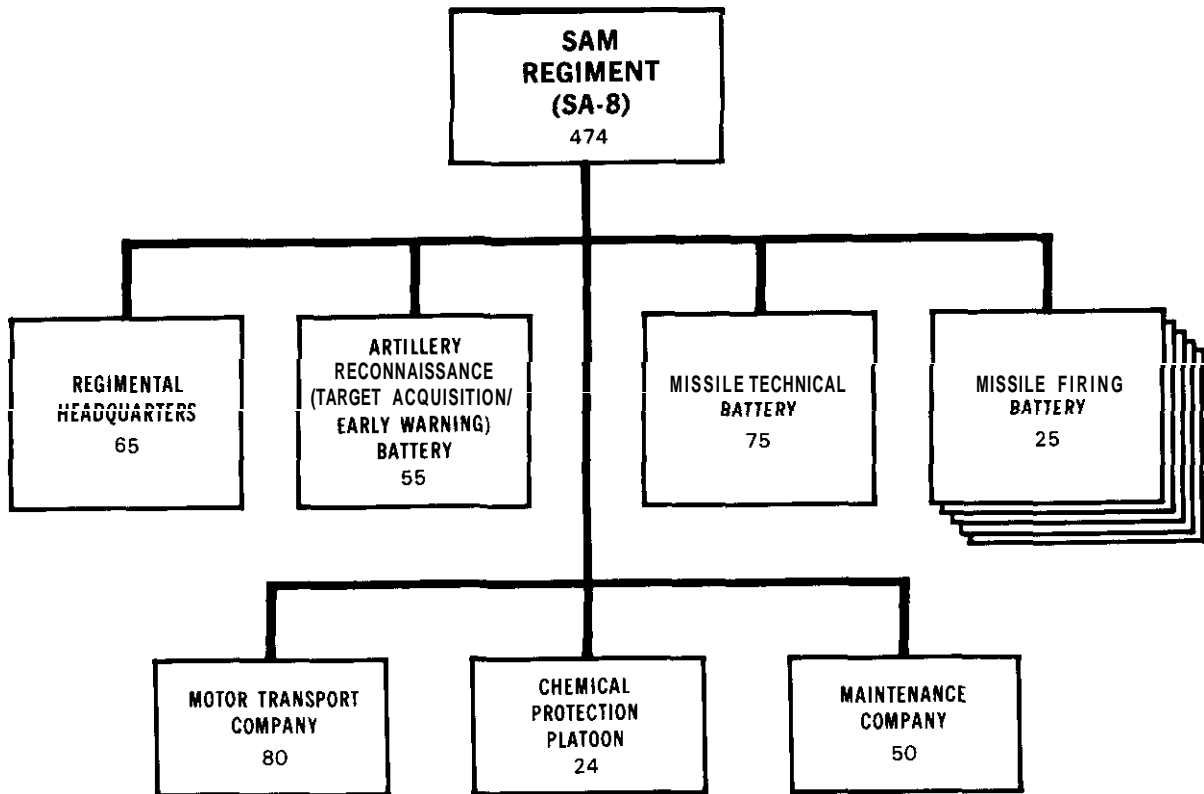 SAM
REGIMENT
(SA-8)
474
REGIMENTAL
HEADQUARTERS
65
ARTILLERY
RECONNAISSANCE
(TARGET ACQUISITION/
EARLY WARNING)
BATTERY
55
MISSILE TECHNICAL
BATTERY
75
MISSILE FIRING
BATTERY
25
MOTOR TRANSPORT
COMPANY
80
CHEMICAL
PROTECTION
PLATOON
24
MAINTENANCE
COMPANY
50